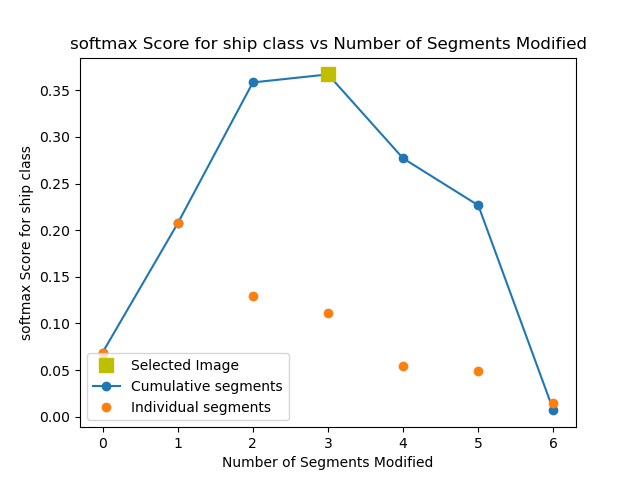 softmax Score for ship class vs Number of Segments Modified
softmax Score for ship class
0.35
0.30
0.25
0.20
0.15
0.10
0.05
0.00
Selected Image
Cumulative segments
Individual segments
0 1 2 3 4 5 6
Number of Segments Modified